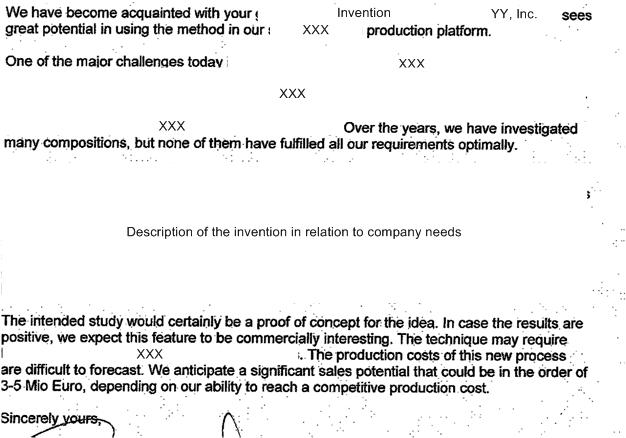 We have become acquainted with your Invention YY, Inc. sees
great potential in using the method in our XXX production platform.
One of the major challenges today XXX
XXX
XXX Over the years, we have investigated
many compositions, but none of them have fulfilled all our requirements optimally.
Description of the invention in relation to company needs
The intended study would certainly be a proof of concept for the idea. In case the results are
positive, we expect this feature to be commercially interesting. The technique may require
XXX . The production costs of this new process
are difficult to forecast. We anticipate a significant sales potential that could be in the order of
3-5 Mio Euro, depending on our ability to reach a competitive production cost.
Sincerely yours,